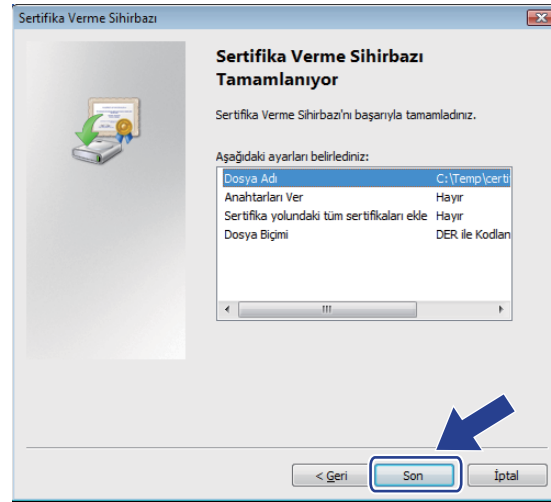 Sertifika Verme Sihirbazı
Sertifika Verme Sihirbazı
Tamamlanıyor
Sertifika Verme Sihirbazı'nı başarıyla tamamladınız.
Aşağıdaki ayarları belirlediniz:
Dosya Adı C:\Temp\certi
Anahtarları Ver Hayır
Sertifika yolundaki tüm sertifikaları ekle Hayır
Dosya Biçimi DER ile Kodlan
< Geri Son İptal